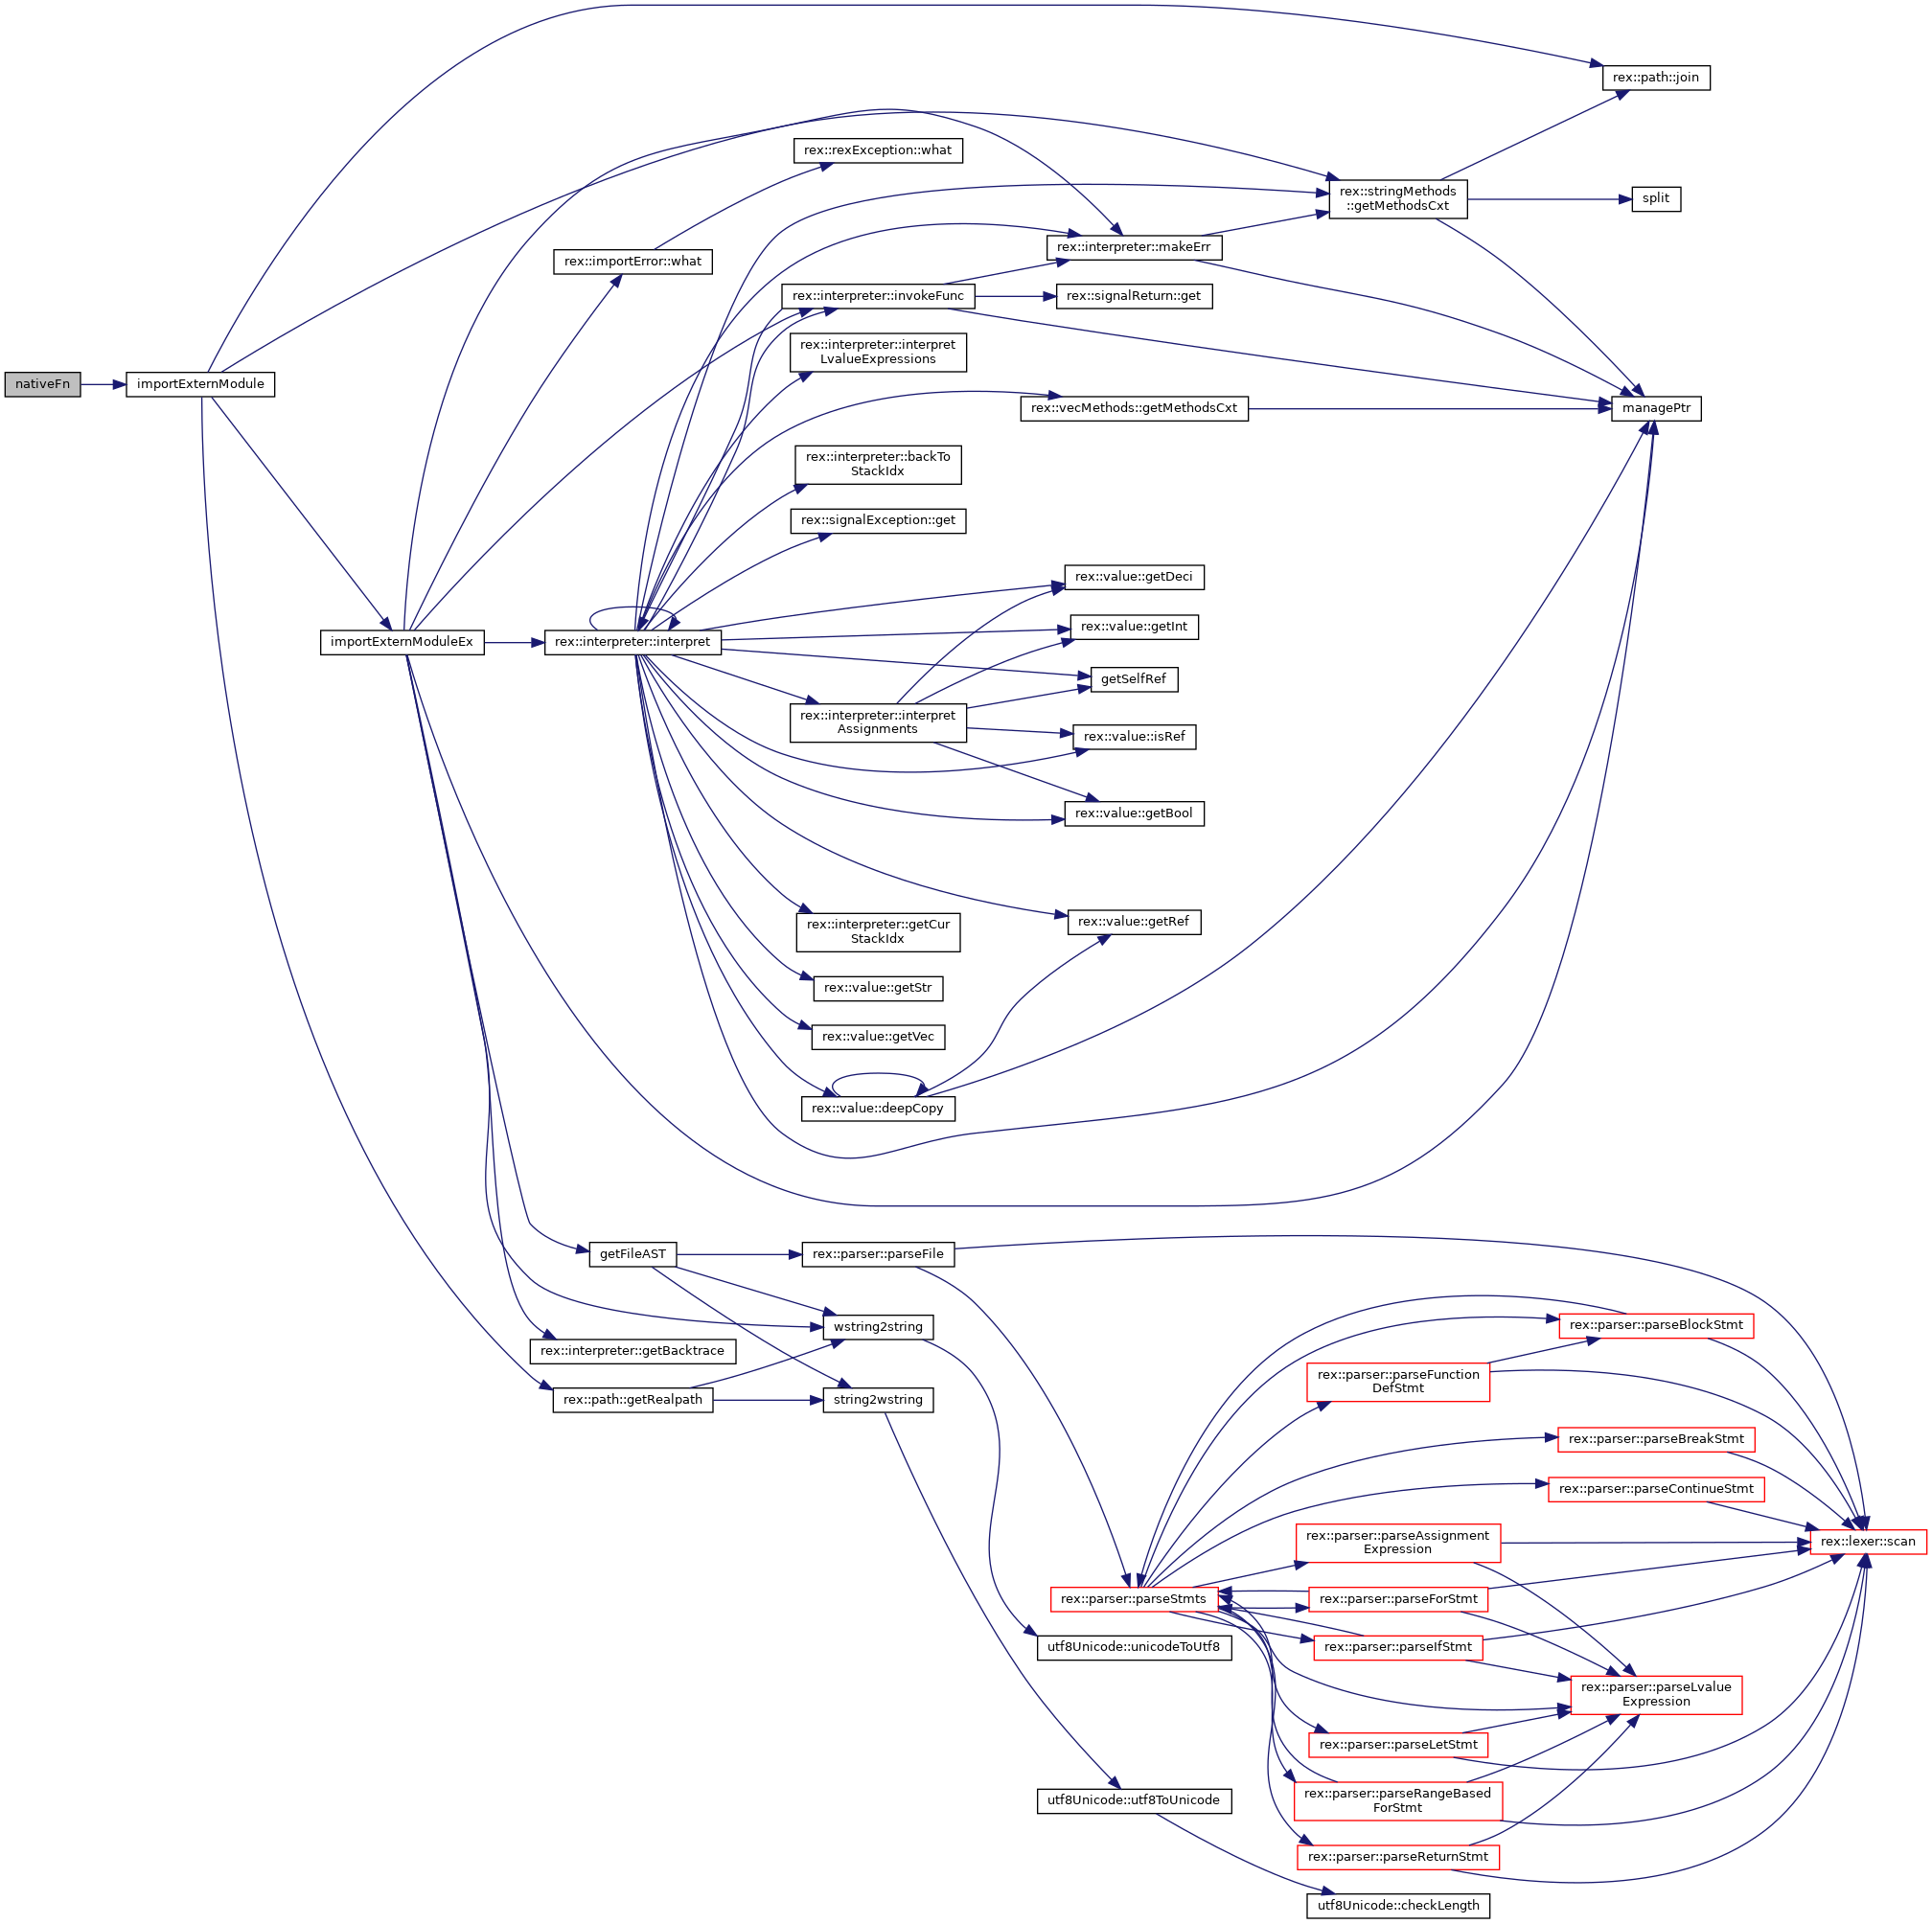 rex::path::join
rex::rexException::what
rex::stringMethods
::getMethodsCxt
split
rex::interpreter::makeErr
rex::importError::what
rex::interpreter::invokeFunc
rex::signalReturn::get
rex::interpreter::interpret
LvalueExpressions
nativeFn
importExternModule
rex::vecMethods::getMethodsCxt
managePtr
rex::interpreter::backTo
StackIdx
rex::signalException::get
rex::value::getDeci
rex::value::getInt
importExternModuleEx
rex::interpreter::interpret
getSelfRef
rex::interpreter::interpret
Assignments
rex::value::isRef
rex::value::getBool
rex::interpreter::getCur
StackIdx
rex::value::getRef
rex::value::getStr
rex::value::getVec
rex::value::deepCopy
getFileAST
rex::parser::parseFile
wstring2string
rex::parser::parseBlockStmt
rex::interpreter::getBacktrace
rex::parser::parseFunction
DefStmt
rex::path::getRealpath
string2wstring
rex::parser::parseBreakStmt
rex::parser::parseContinueStmt
rex::parser::parseAssignment
Expression
rex::lexer::scan
rex::parser::parseStmts
rex::parser::parseForStmt
utf8Unicode::unicodeToUtf8
rex::parser::parseIfStmt
rex::parser::parseLvalue
Expression
rex::parser::parseLetStmt
utf8Unicode::utf8ToUnicode
rex::parser::parseRangeBased
ForStmt
rex::parser::parseReturnStmt
utf8Unicode::checkLength